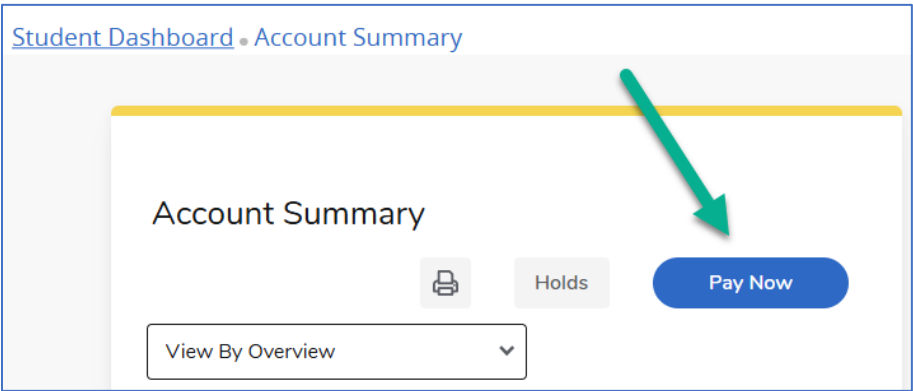 Student Dashboard • Account Summary
Account Summary
Holds Pay Now
View By Overview